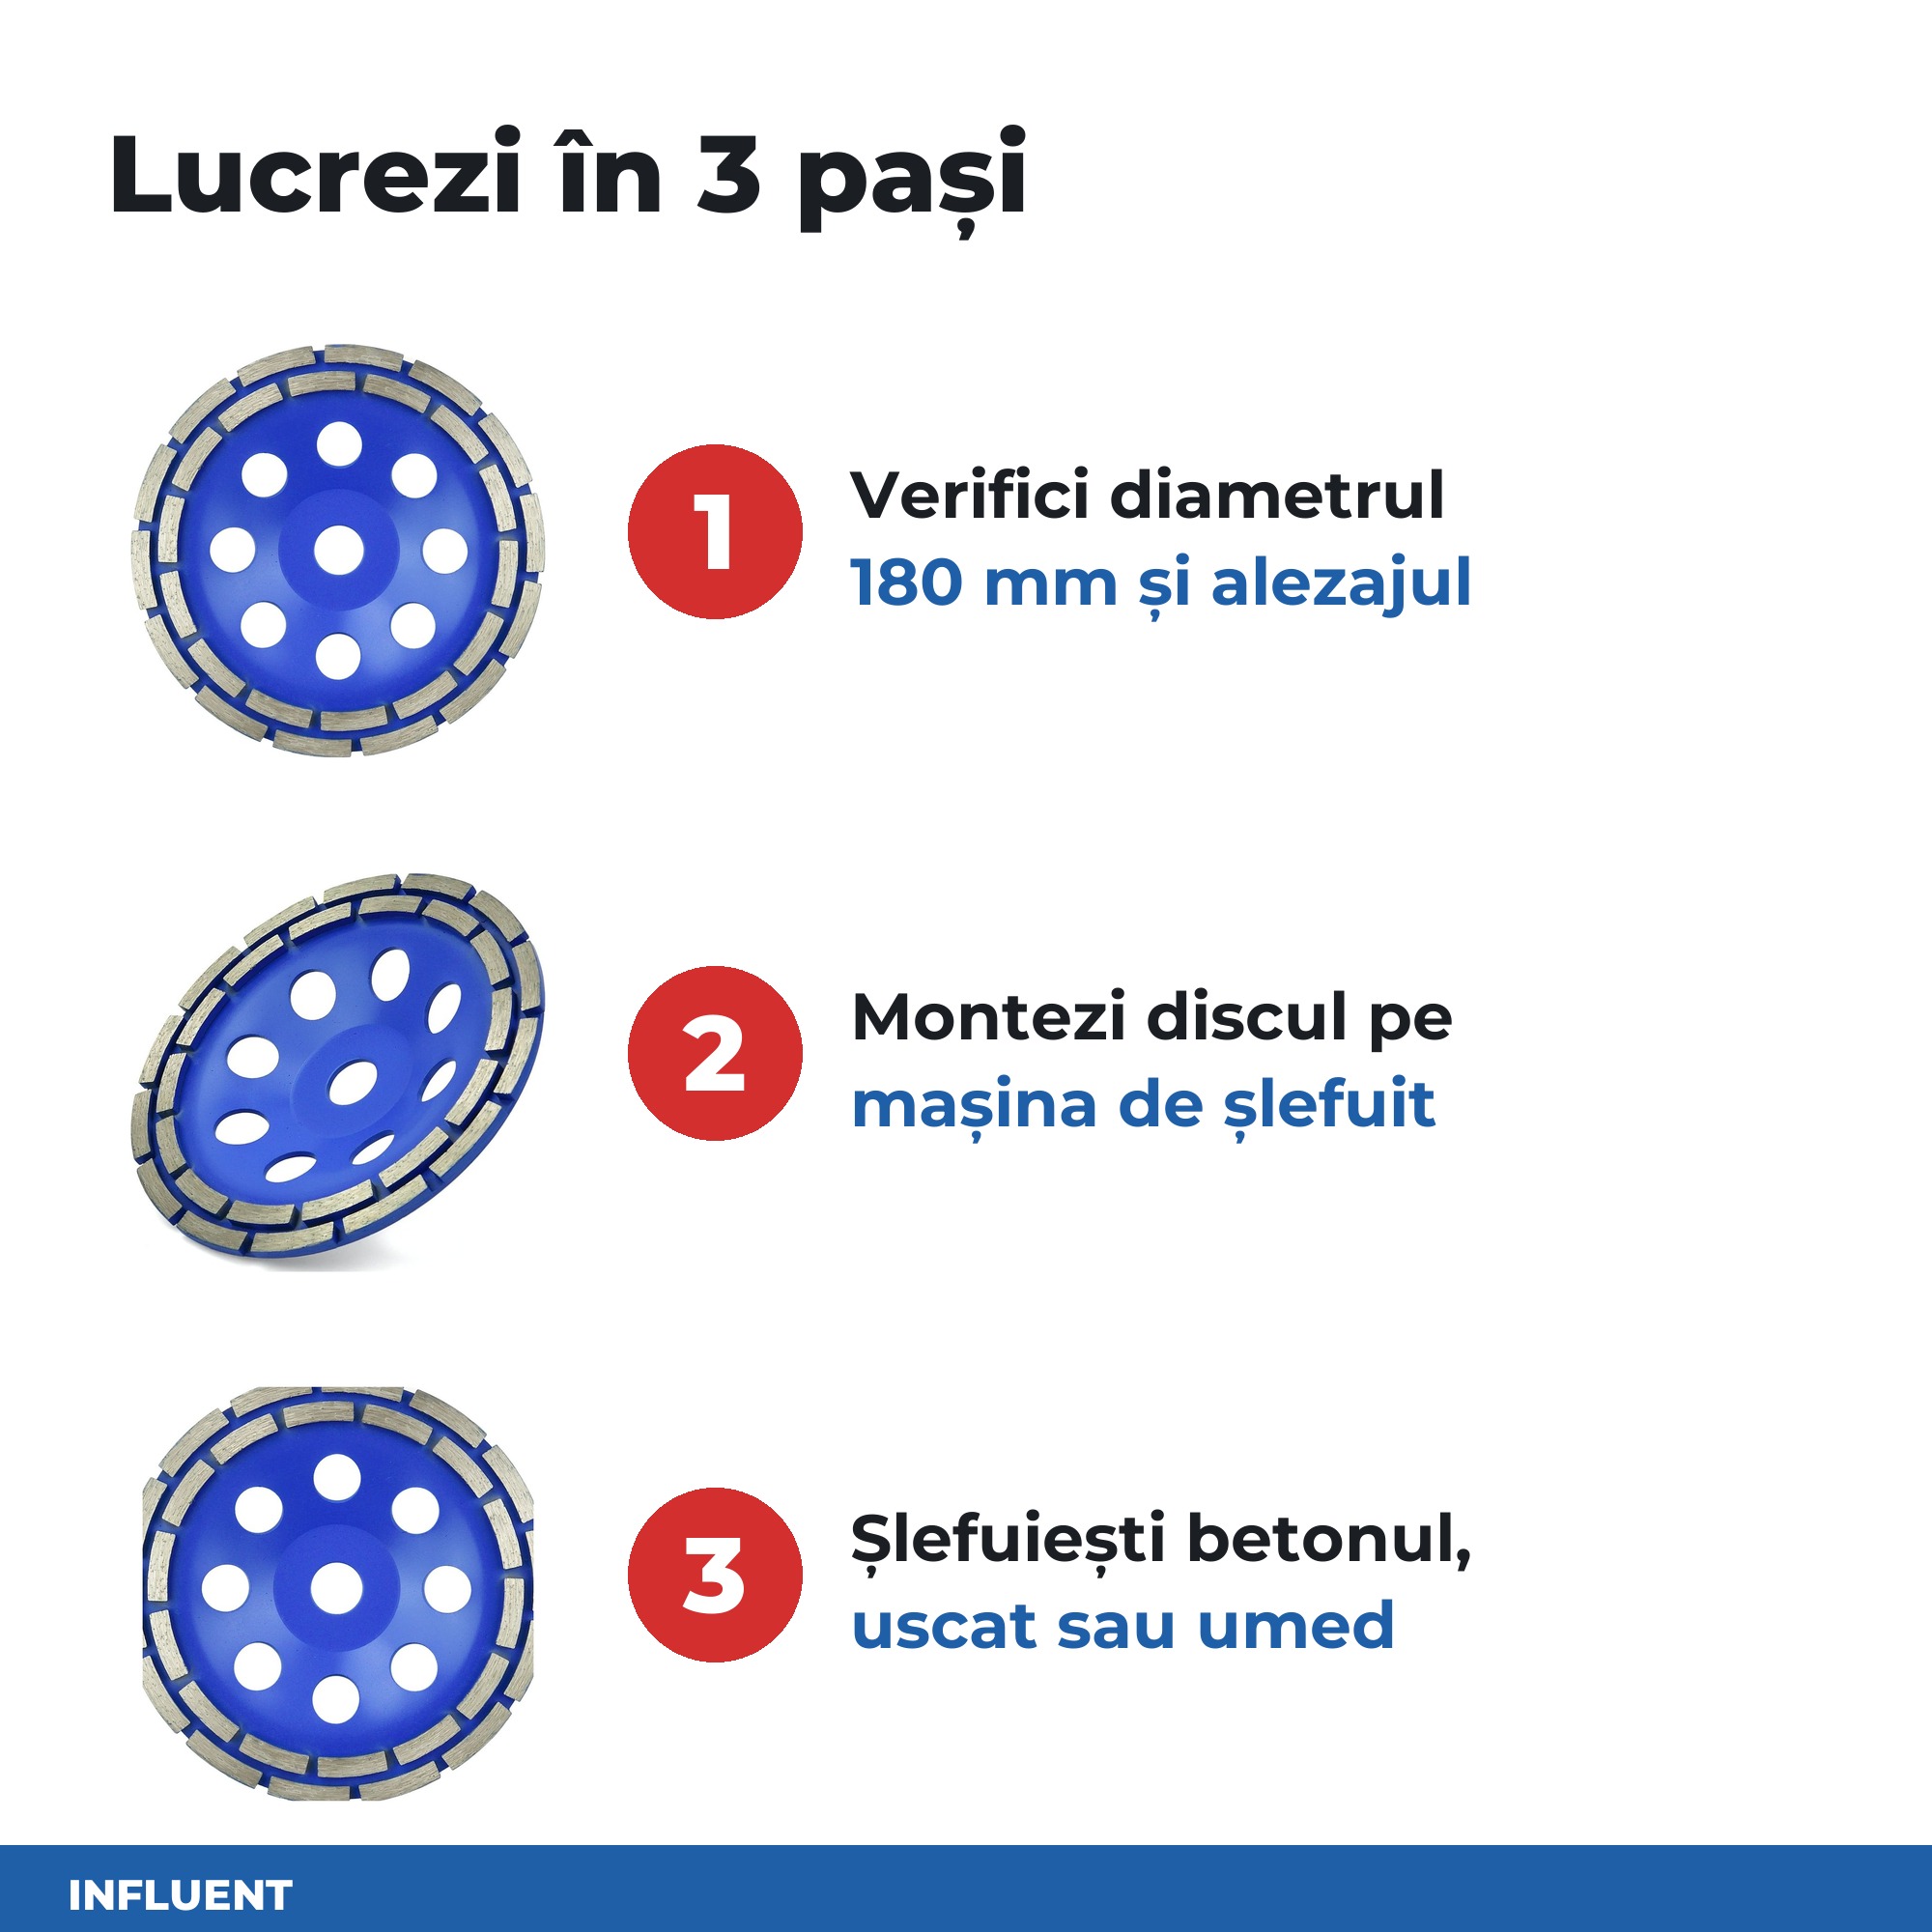 Lucrezi în 3 pași
1
Verifici diametrul
180 mm și alezajul
2
Montezi discul pe
mașina de șlefuit
3
Șlefuiești betonul,
uscat sau umed
INFLUENT